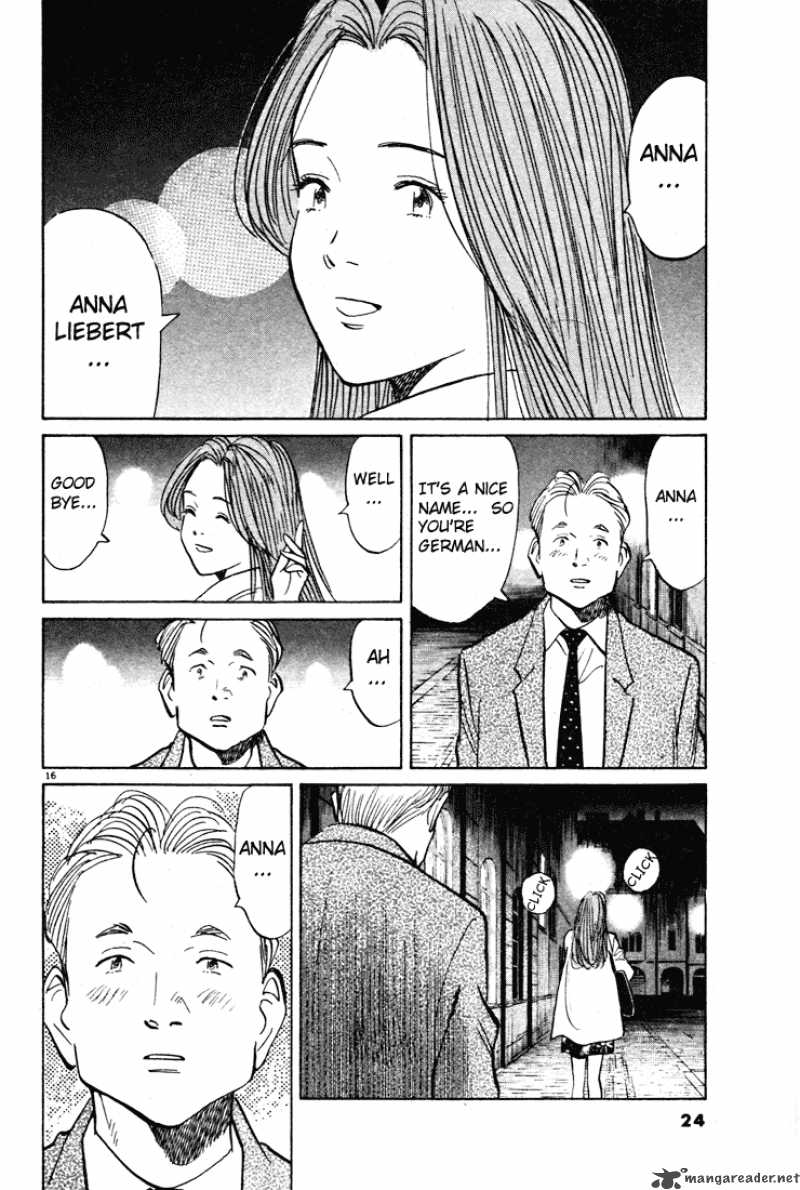 ANNA
...
ANNA
LIEBERT
...
ANNA
...
IT'S A NICE
NAME... SO
YOU'RE
GERMAN...
WELL
...
GOOD
BYE...
AH
...
16
CLICK
CLICK
ANNA
...
24
mangareader.net